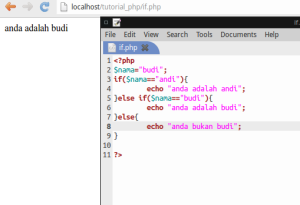 localhost/tutorial_php/if.php
anda adalah budi
File Edit View Search Tools Documents Help
if.php
1 <?php
2 $nama="budi";
3 if($nama=="andi"){
4 echo "anda adalah andi";
5 }else if($nama=="budi"){
6 echo "anda adalah budi";
7 }else{
8 echo "anda bukan budi";
9 }
10
11 ?>